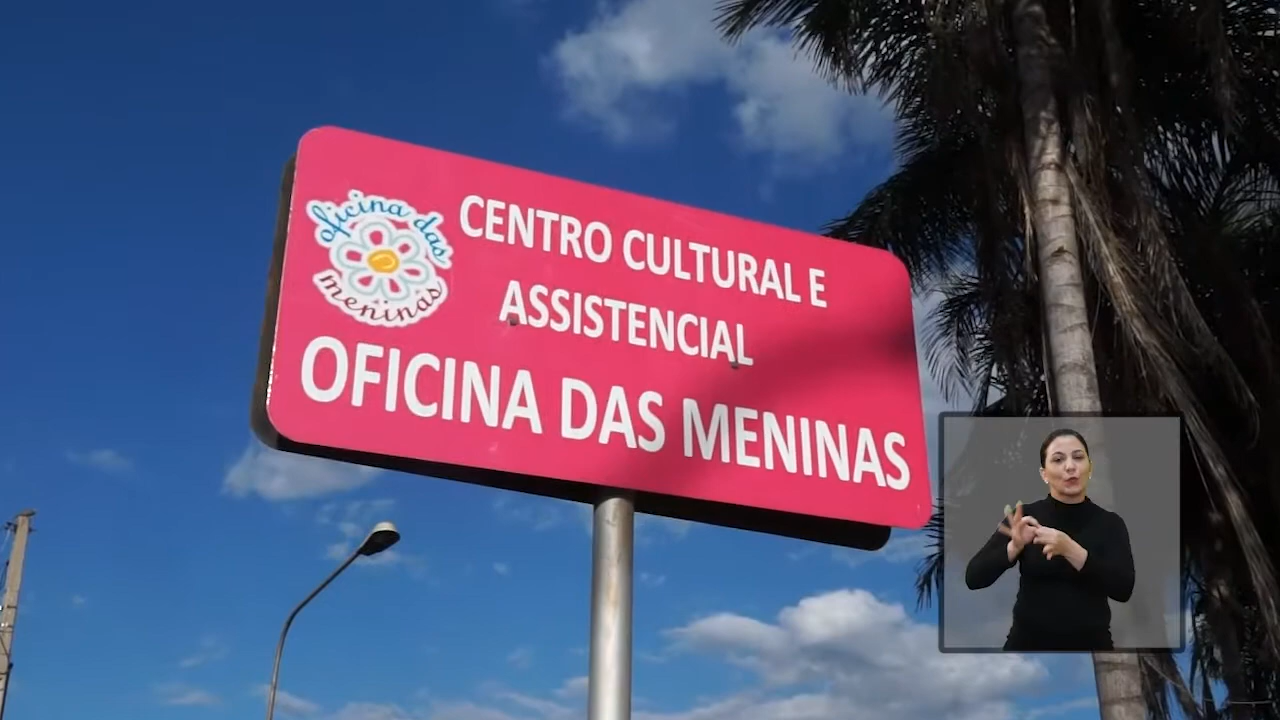 oficina das
meninas
CENTRO CULTURAL E
ASSISTENCIAL
OFICINA DAS MENINAS